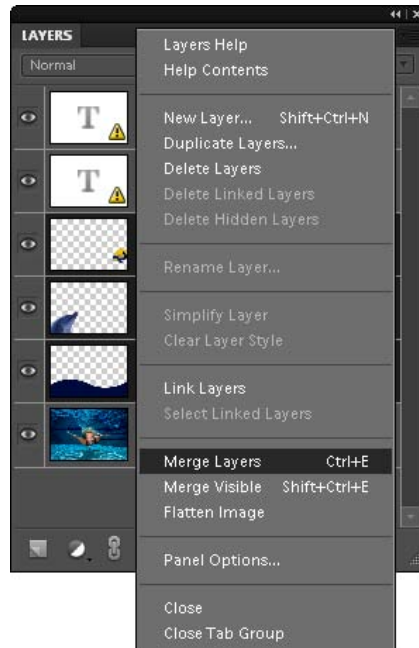 LAYERS
Normal
T
T
Layers Help
Help Contents
New Layer... Shift+Ctrl+N
Duplicate Layers...
Delete Layers
Delete Linked Layers
Delete Hidden Layers
Rename Layer...
Simplify Layer
Clear Layer Style
Link Layers
Select Linked Layers
Merge Layers Ctrl+E
Merge Visible Shift+Ctrl+E
Flatten Image
Panel Options...
Close
Close Tab Group